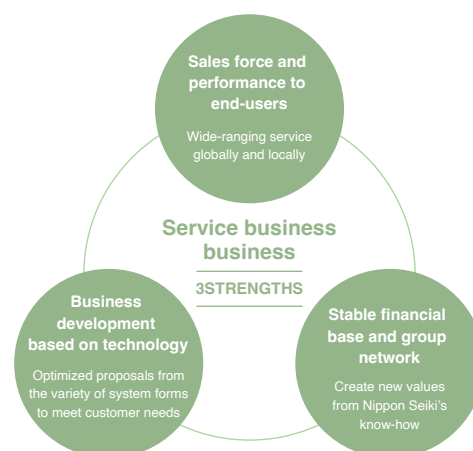 Sales force and
performance to
end-users
Wide-ranging service
globally and locally
Service business
business
3STRENGTHS
Business
development
based on technology
Optimized proposals from
the variety of system forms
to meet customer needs
Stable financial
base and group
network
Create new values
from Nippon Seiki's
know-how